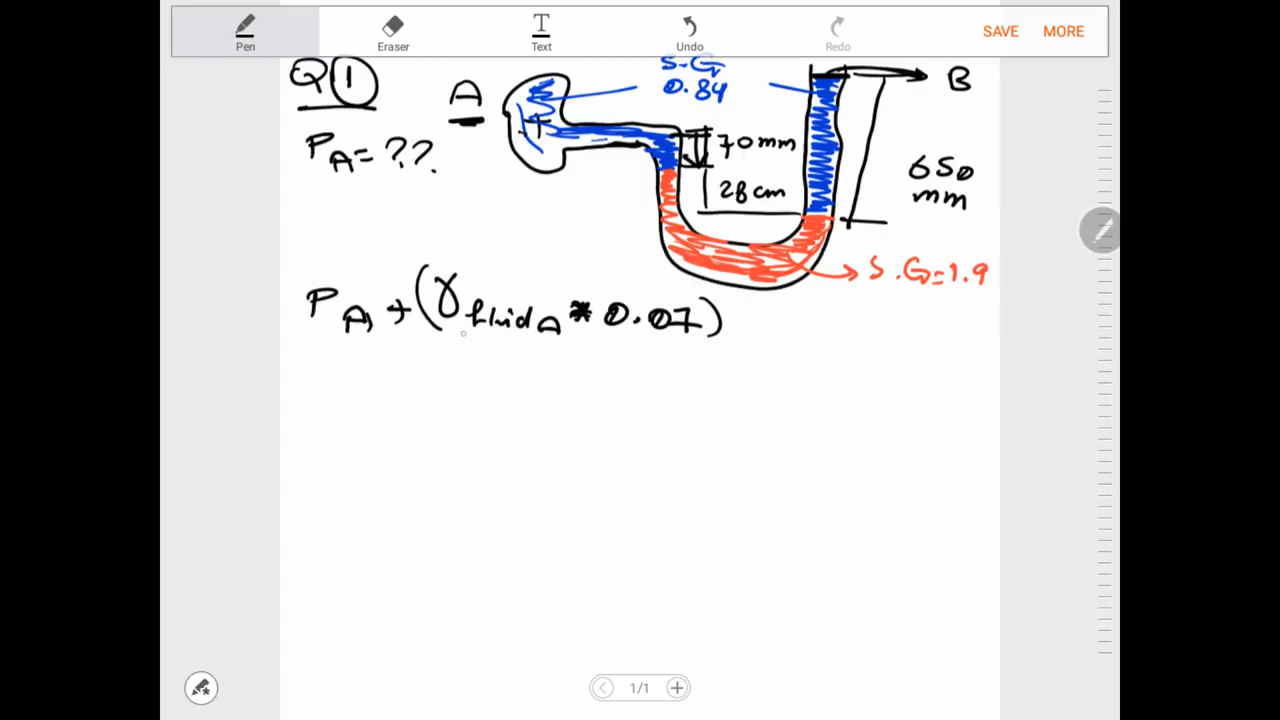 Pen
Eraser
Text
Undo
Redo
SAVE
MORE
Q 1
A
S.G
0.84
B
PA = ??
70mm
28cm
650
mm
S.G=1.9
PA + (γfluidA * 0.07)
1/1